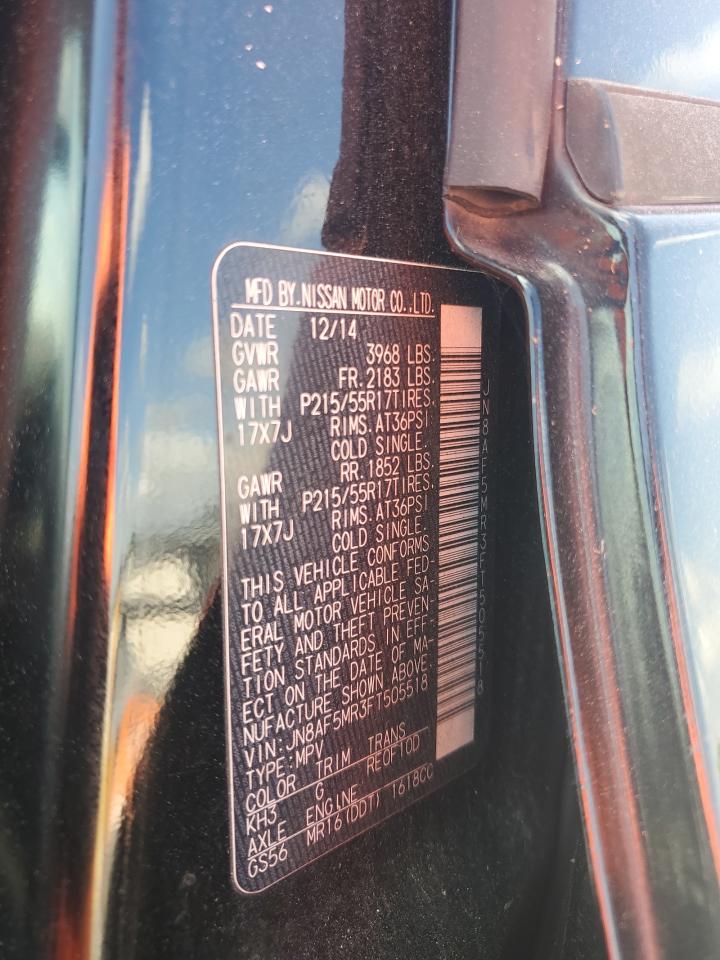 MFD BY.NISSAN MOTOR CO.,LTD.
DATE 12/14
GVWR 3968 LBS.
GAWR FR.2183 LBS.
WITH P215/55R17TIRES.
17X7J RIMS.AT36PSI
COLD SINGLE.
GAWR RR.1852 LBS.
WITH P215/55R17TIRES.
17X7J RIMS.AT36PSI
COLD SINGLE.
THIS VEHICLE CONFORMS
TO ALL APPLICABLE FED-
ERAL MOTOR VEHICLE SA-
FETY AND THEFT PREVEN-
TION STANDARDS IN EFF-
ECT ON THE DATE OF MA-
NUFACTURE SHOWN ABOVE.
VIN:JN8AF5MR3FT505518
TYPE:MPV
COLOR TRIM TRANS
KH3 G RE0F10D
AXLE ENGINE
GS56 MR16(DDT) 1618CC
JN8AF5MR3FT505518